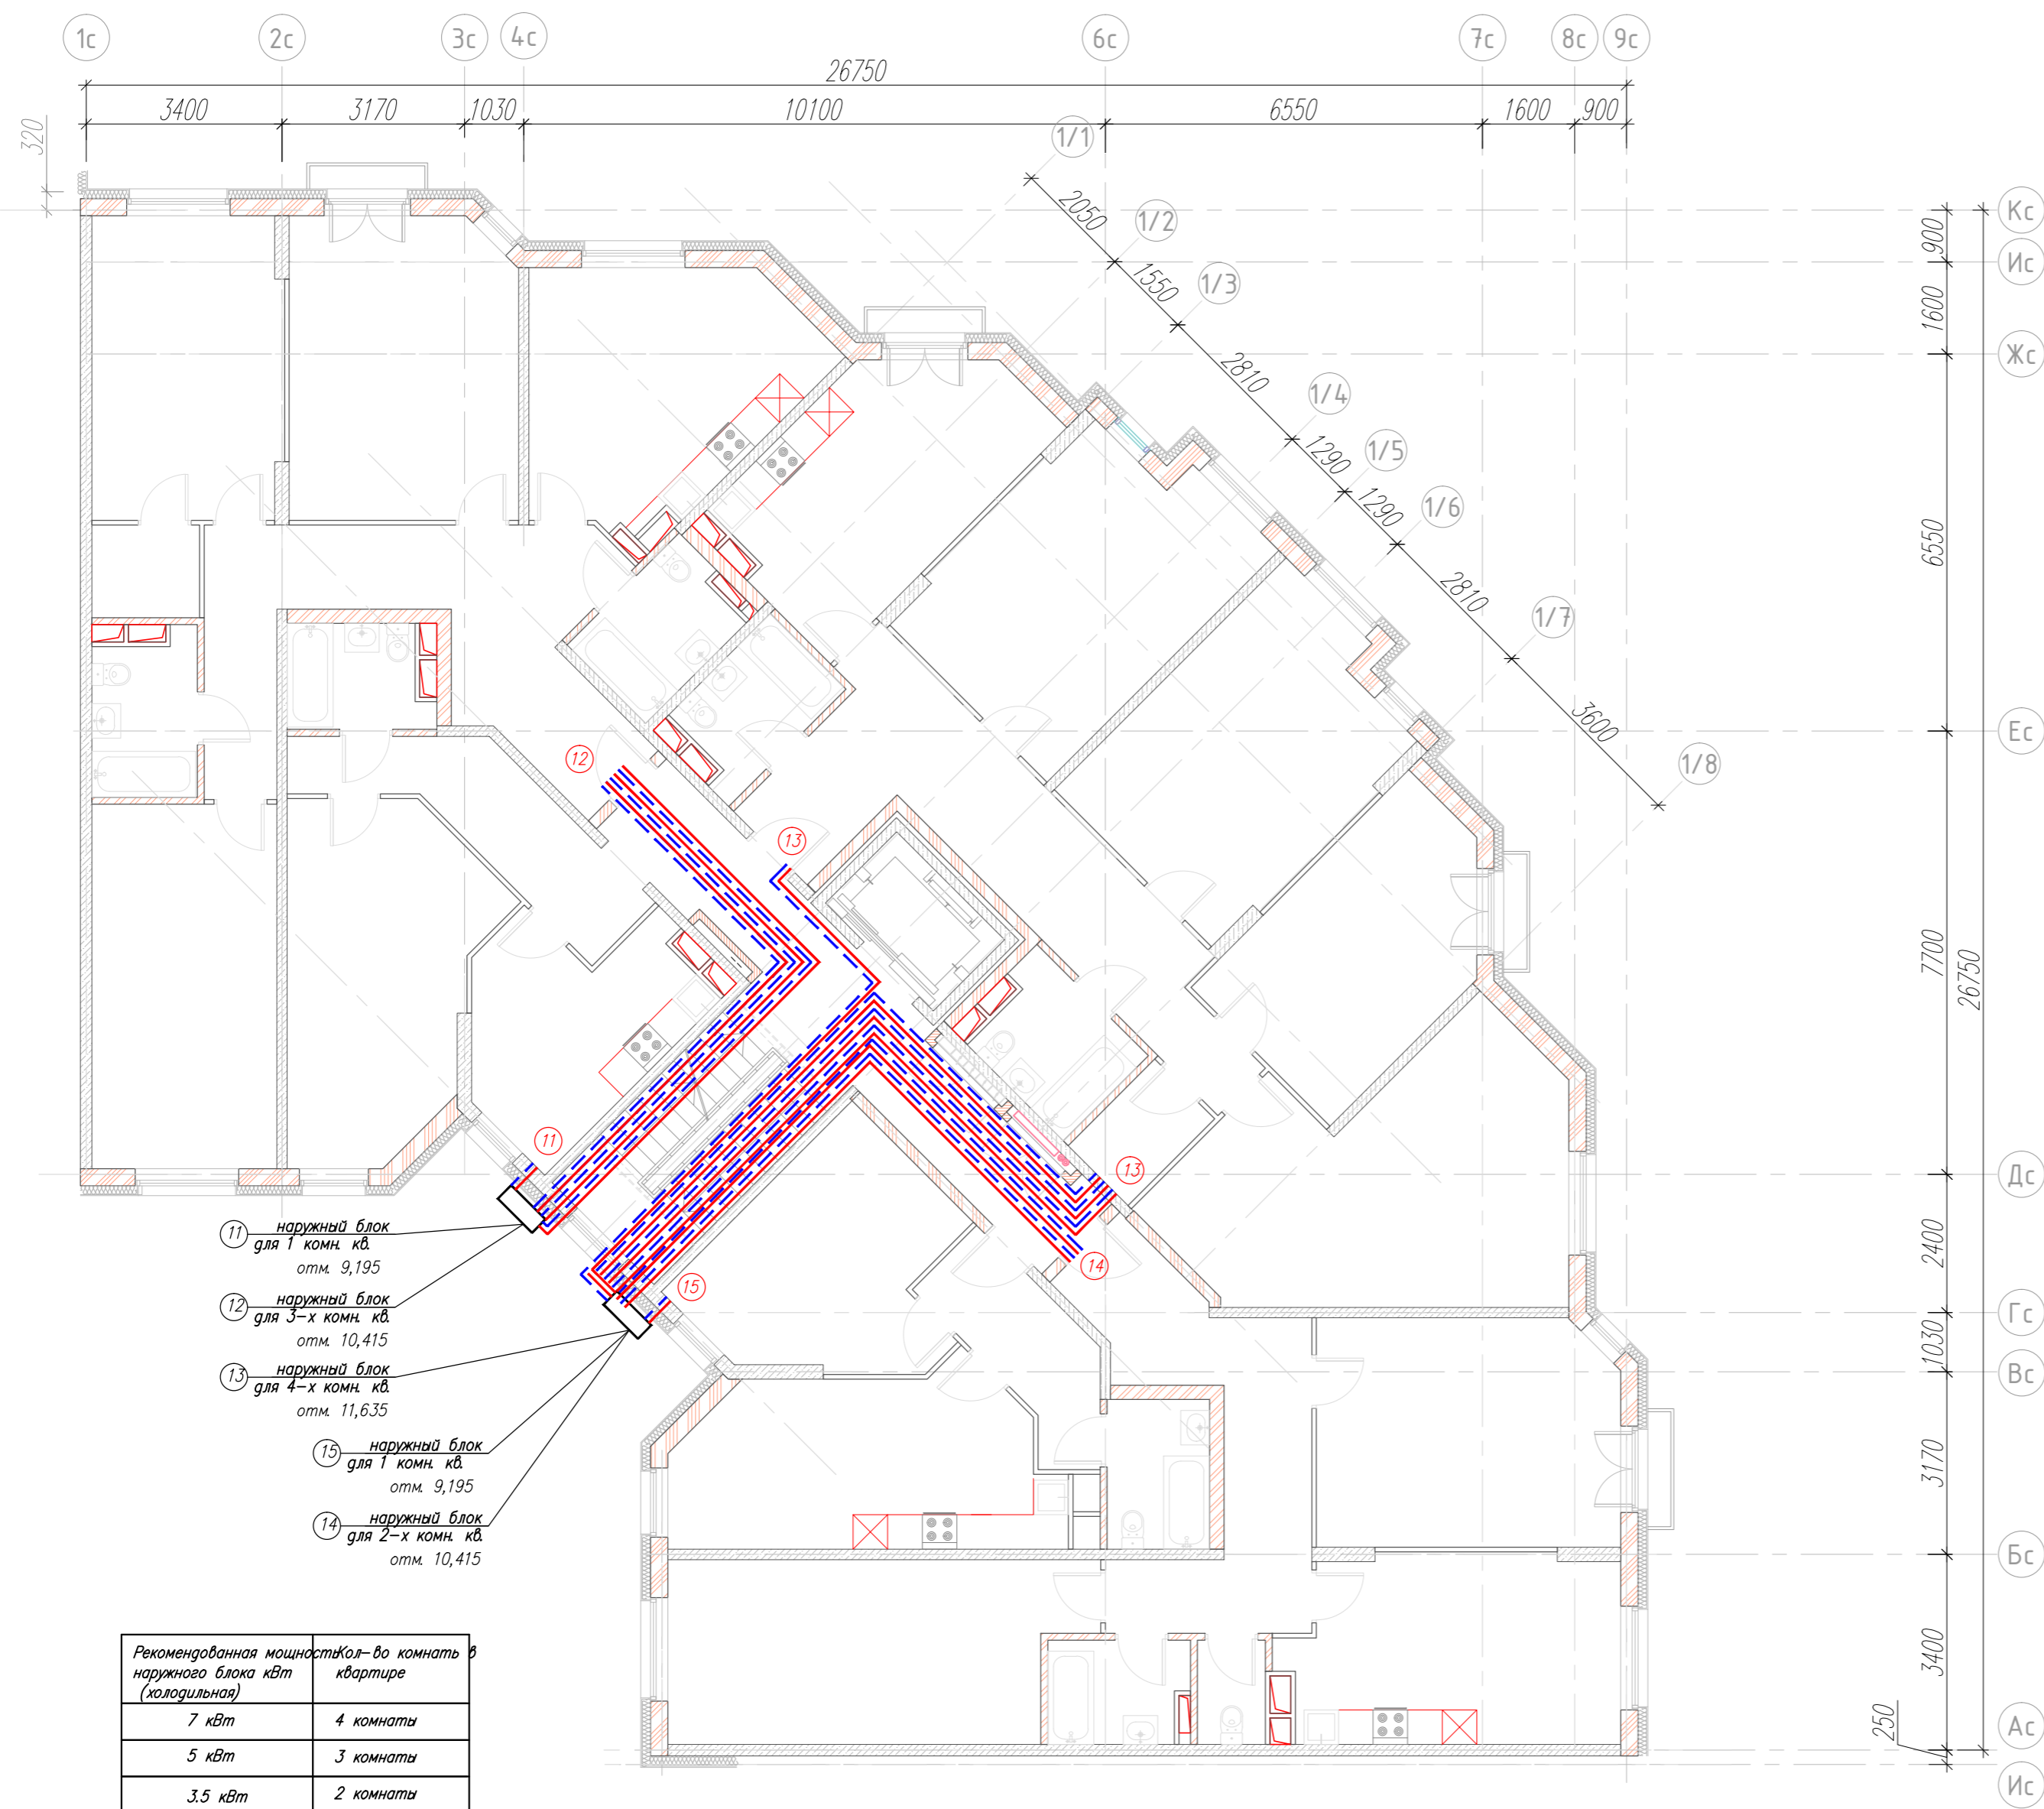 1с 2с 3с 4с 6с 7с 8с 9с
26750
3400 3170 1030 10100 6550 1600 900
320
1/1
2050
1/2
1550
1/3
2810
1/4
1290
1/5
1290
1/6
2810
1/7
3600
1/8
Кс
900
Ис
1600
Жс
6550
Ес
7700
26750
Дс
2400
Гс
1030
Вс
3170
Бс
3400
Ас
250
Ис
12
13
11
13
15
14
11 наружный блок
для 1 комн. кв.
отм. 9,195
12 наружный блок
для 3-х комн. кв.
отм. 10,415
13 наружный блок
для 4-х комн. кв.
отм. 11,635
15 наружный блок
для 1 комн. кв.
отм. 9,195
14 наружный блок
для 2-х комн. кв.
отм. 10,415
Рекомендованная мощность Кол-во комнать в
наружного блока кВт квартире
(холодильная)
7 кВт 4 комнаты
5 кВт 3 комнаты
3.5 кВт 2 комнаты